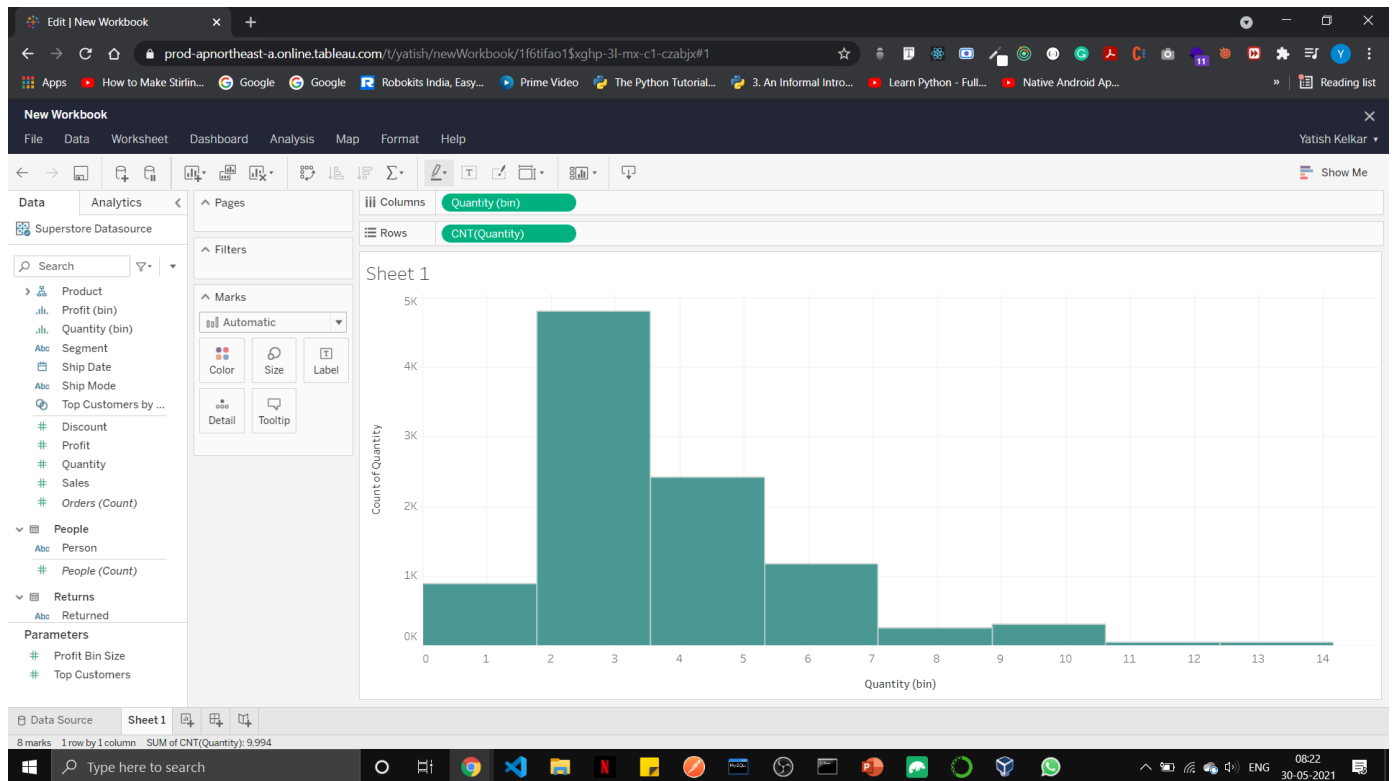 Edit | New Workbook
prod-apnortheast-a.online.tableau.com/t/yatish/newWorkbook/1f6tifao1$xghp-3l-mx-c1-czabjx#1
11
Y
Apps
How to Make Stirlin...
Google
Google
Robokits India, Easy...
Prime Video
The Python Tutorial...
3. An Informal Intro...
Learn Python - Full...
Native Android Ap...
»
Reading list
New Workbook
File Data Worksheet Dashboard Analysis Map Format Help
Yatish Kelkar
Show Me
Data Analytics
Superstore Datasource
Search
Product
Profit (bin)
Quantity (bin)
Abc Segment
Ship Date
Abc Ship Mode
Top Customers by ...
# Discount
# Profit
# Quantity
# Sales
# Orders (Count)
People
Abc Person
# People (Count)
Returns
Abc Returned
Parameters
# Profit Bin Size
# Top Customers
Pages
Filters
Marks
Automatic
Color Size Label
Detail Tooltip
Columns Quantity (bin)
Rows CNT(Quantity)
Sheet 1
5K
4K
3K
2K
1K
0K
Count of Quantity
0 1 2 3 4 5 6 7 8 9 10 11 12 13 14
Quantity (bin)
Data Source Sheet 1
8 marks 1 row by 1 column SUM of CNT(Quantity): 9,994
Type here to search
ENG
08:22
30-05-2021